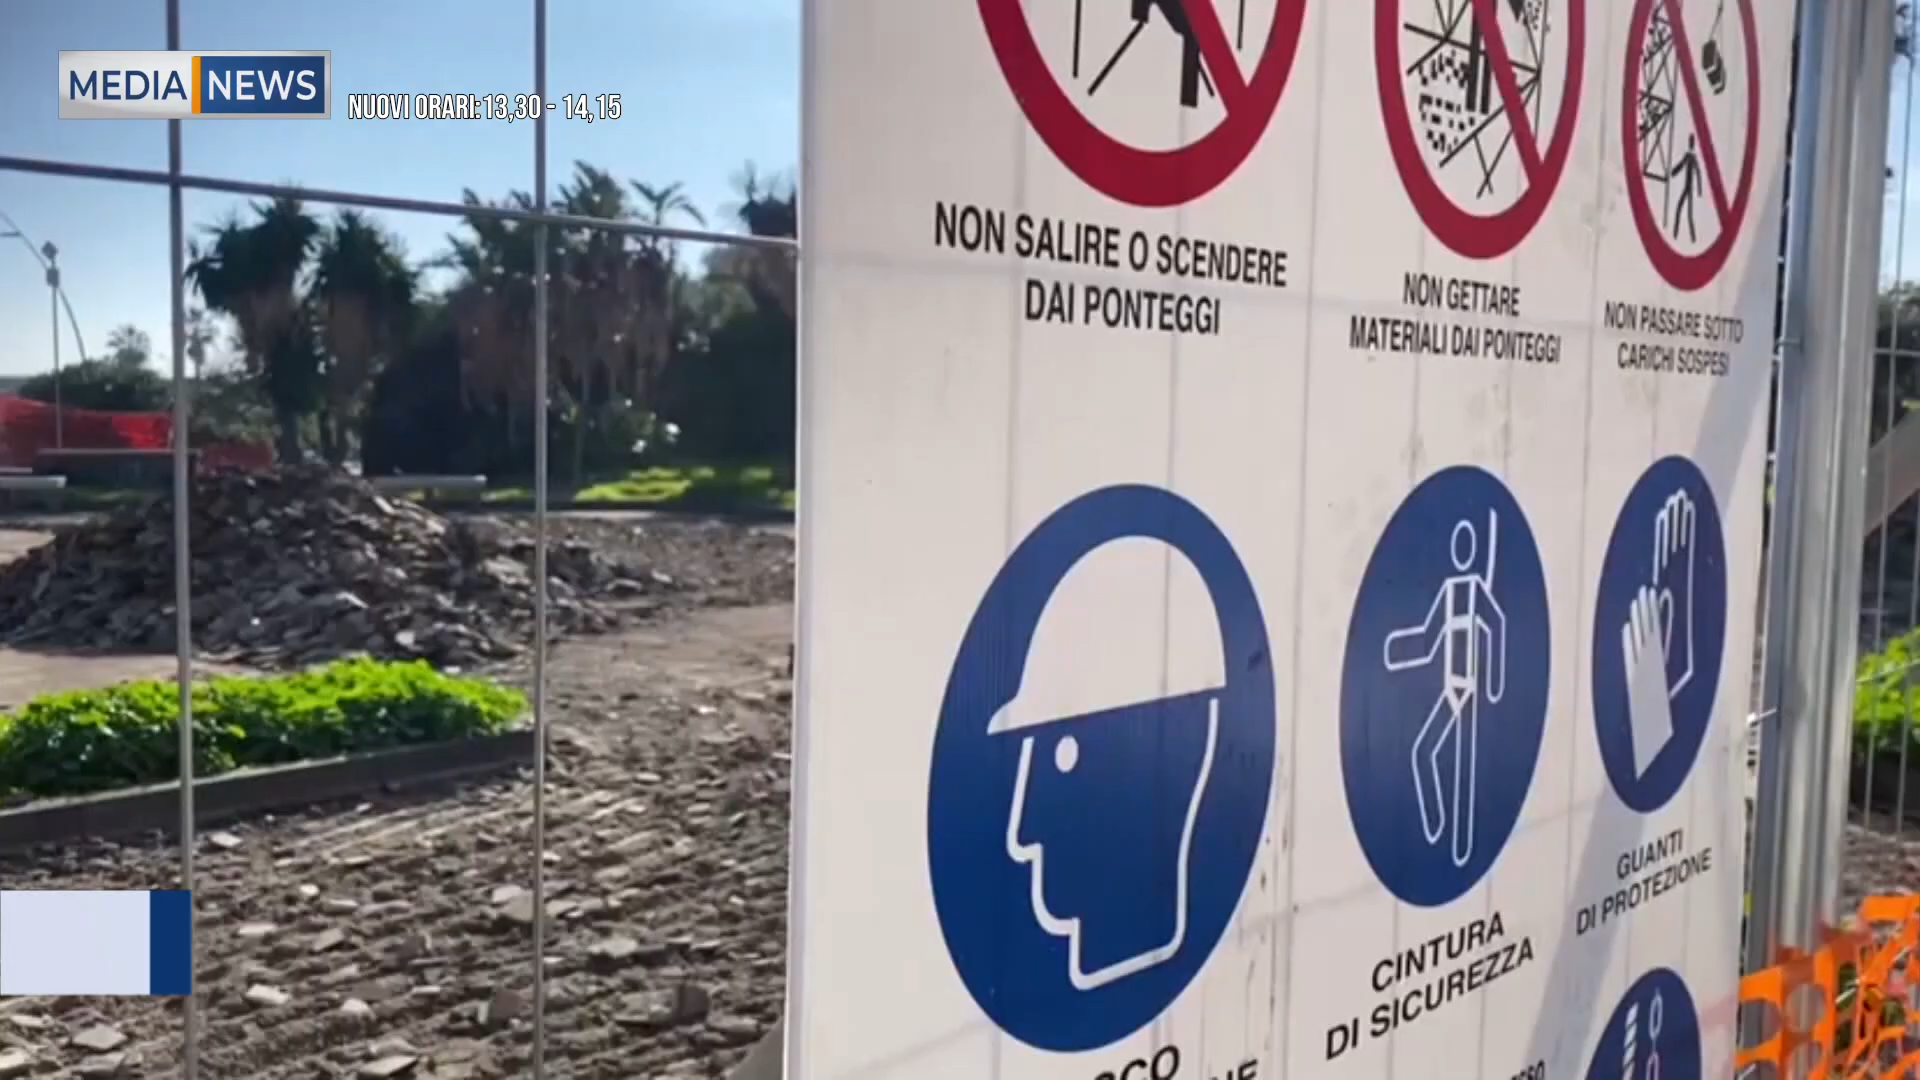 MEDIA NEWS
NUOVI ORARI:13,30 - 14,15
NON SALIRE O SCENDERE
DAI PONTEGGI
NON GETTARE
MATERIALI DAI PONTEGGI
NON PASSARE SOTTO
CARICHI SOSPESI
CINTURA
DI SICUREZZA
GUANTI
DI PROTEZIONE